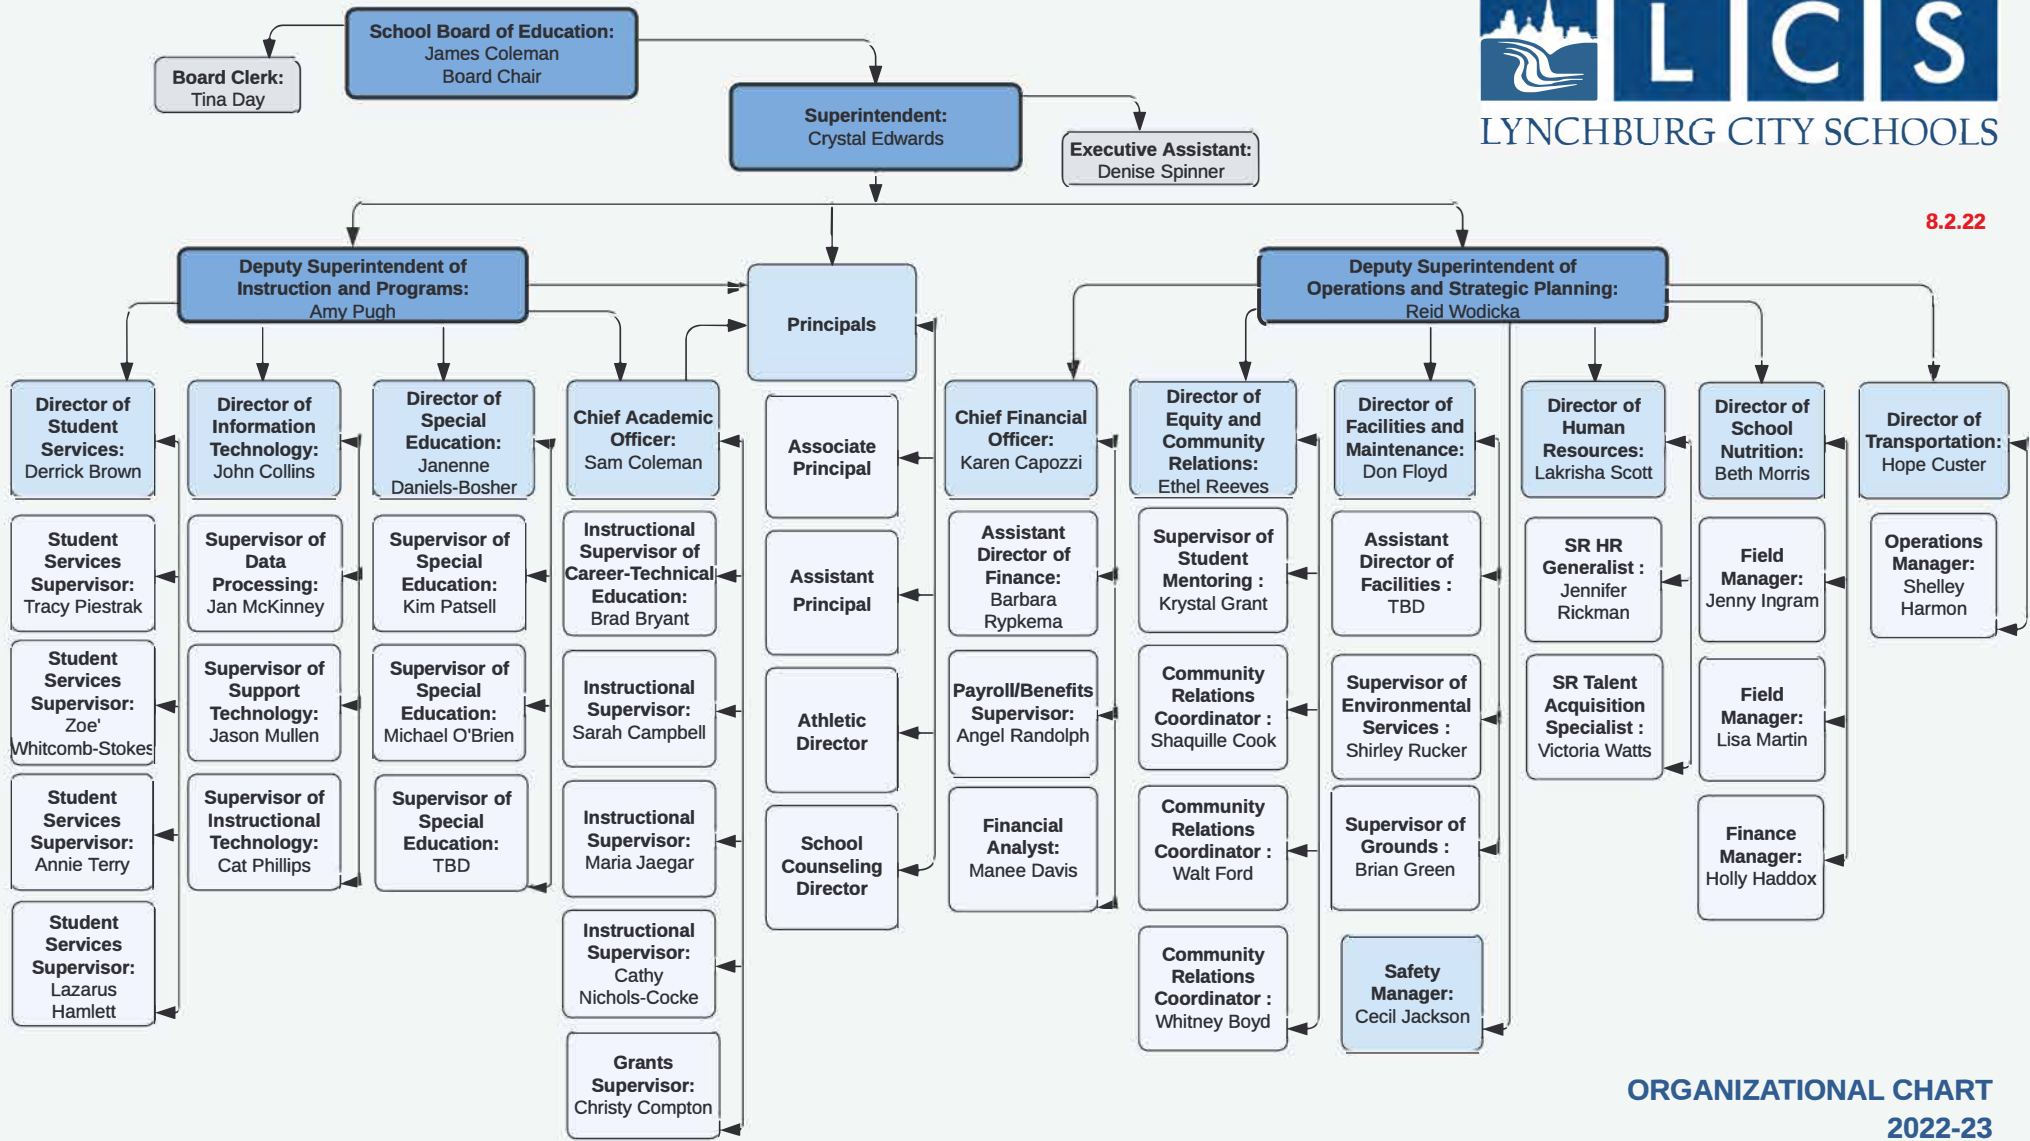 School Board of Education:
James Coleman
Board Chair
Board Clerk:
Tina Day
Superintendent:
Crystal Edwards
Executive Assistant:
Denise Spinner
L C S
LYNCHBURG CITY SCHOOLS
8.2.22
Deputy Superintendent of
Instruction and Programs:
Amy Pugh
Principals
Deputy Superintendent of
Operations and Strategic Planning:
Reid Wodicka
Director of
Student
Services:
Derrick Brown
Student
Services
Supervisor:
Tracy Piestrak
Student
Services
Supervisor:
Zoe'
Whitcomb-Stokes
Student
Services
Supervisor:
Annie Terry
Student
Services
Supervisor:
Lazarus
Hamlett
Director of
Information
Technology:
John Collins
Supervisor of
Data
Processing:
Jan McKinney
Supervisor of
Support
Technology:
Jason Mullen
Supervisor of
Instructional
Technology:
Cat Phillips
Director of
Special
Education:
Janenne
Daniels-Bosher
Supervisor of
Special
Education:
Kim Patsell
Supervisor of
Special
Education:
Michael O'Brien
Supervisor of
Special
Education:
TBD
Chief Academic
Officer:
Sam Coleman
Instructional
Supervisor of
Career-Technical
Education:
Brad Bryant
Instructional
Supervisor:
Sarah Campbell
Instructional
Supervisor:
Maria Jaegar
Instructional
Supervisor:
Cathy
Nichols-Cocke
Grants
Supervisor:
Christy Compton
Associate
Principal
Assistant
Principal
Athletic
Director
School
Counseling
Director
Chief Financial
Officer:
Karen Capozzi
Assistant
Director of
Finance:
Barbara
Rypkema
Payroll/Benefits
Supervisor:
Angel Randolph
Financial
Analyst:
Manee Davis
Director of
Equity and
Community
Relations:
Ethel Reeves
Supervisor of
Student
Mentoring :
Krystal Grant
Community
Relations
Coordinator :
Shaquille Cook
Community
Relations
Coordinator :
Walt Ford
Community
Relations
Coordinator :
Whitney Boyd
Director of
Facilities and
Maintenance:
Don Floyd
Assistant
Director of
Facilities :
TBD
Supervisor of
Environmental
Services :
Shirley Rucker
Supervisor of
Grounds :
Brian Green
Safety
Manager:
Cecil Jackson
Director of
Human
Resources:
Lakrisha Scott
SR HR
Generalist :
Jennifer
Rickman
SR Talent
Acquisition
Specialist :
Victoria Watts
Director of
School
Nutrition:
Beth Morris
Field
Manager:
Jenny Ingram
Field
Manager:
Lisa Martin
Finance
Manager:
Holly Haddox
Director of
Transportation:
Hope Custer
Operations
Manager:
Shelley
Harmon
ORGANIZATIONAL CHART
2022-23